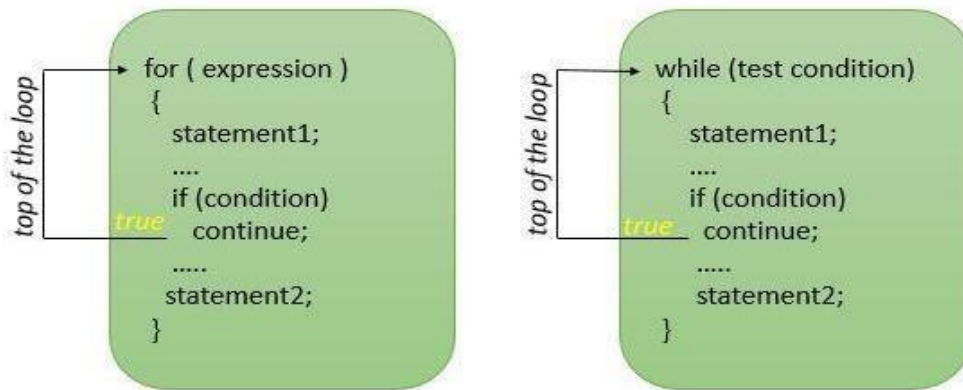 top of the loop
for ( expression )
{
statement1;
....
if (condition)
true
continue;
.....
statement2;
}
top of the loop
while (test condition)
{
statement1;
....
if (condition)
true
continue;
.....
statement2;
}